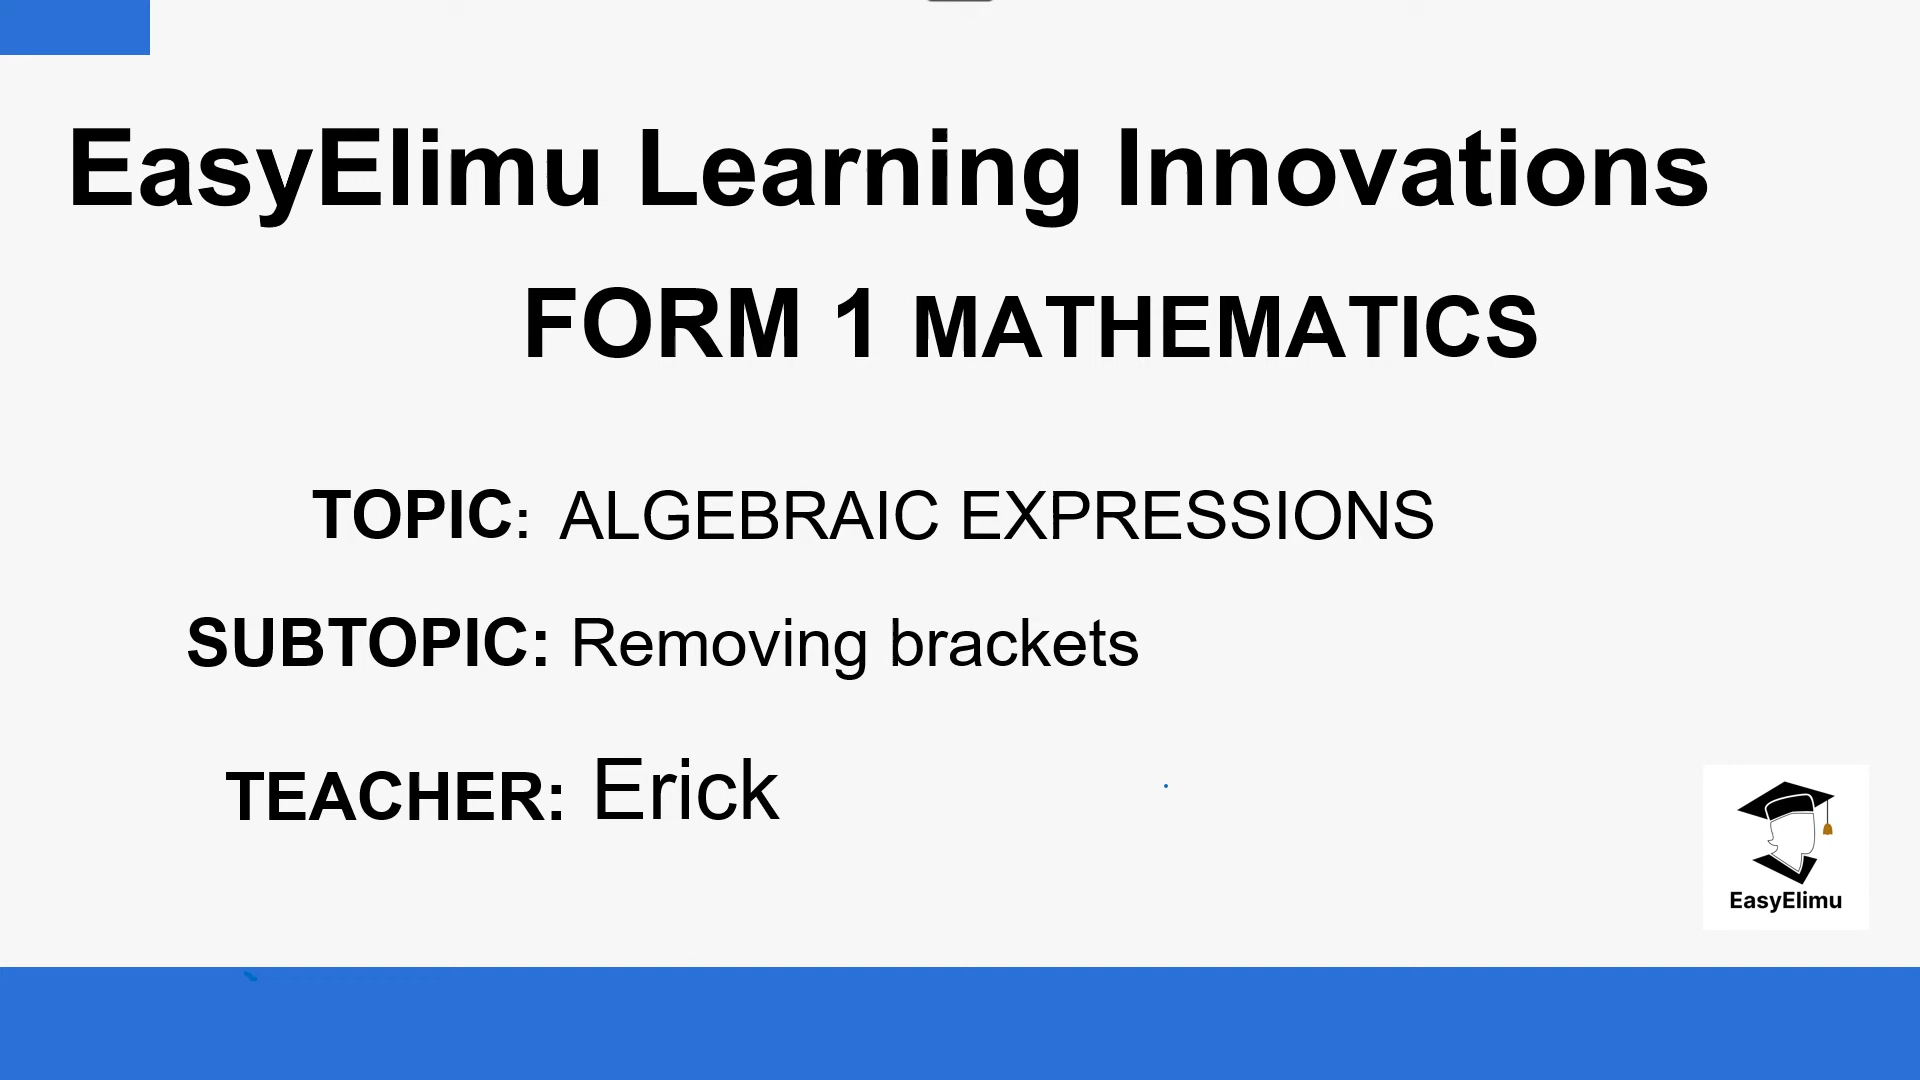 EasyElimu Learning Innovations
FORM 1 MATHEMATICS
TOPIC: ALGEBRAIC EXPRESSIONS
SUBTOPIC: Removing brackets
TEACHER: Erick
EasyElimu